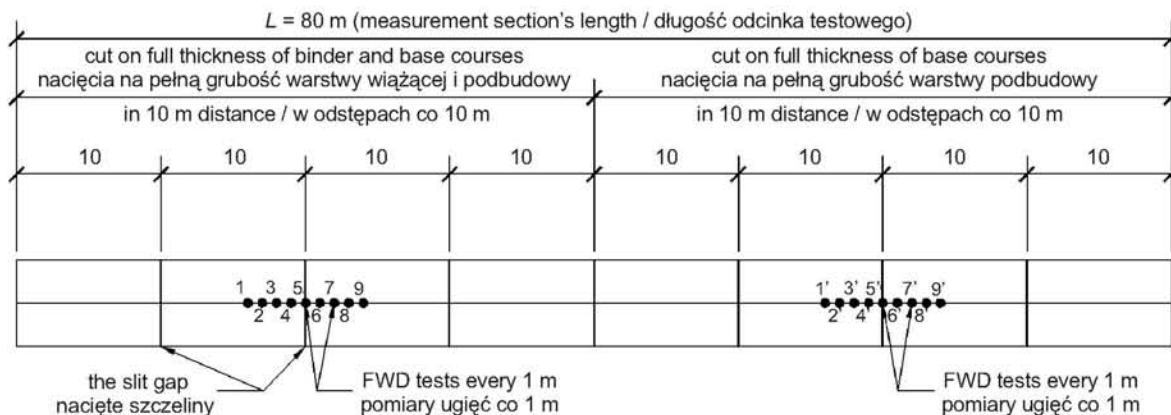 L = 80 m (measurement section's length / długość odcinka testowego)
cut on full thickness of binder and base courses
nacięcia na pełną grubość warstwy wiążącej i podbudowy
cut on full thickness of base courses
nacięcia na pełną grubość warstwy podbudowy
in 10 m distance / w odstępach co 10 m
in 10 m distance / w odstępach co 10 m
10 10 10 10 10 10 10 10
1 3 5 7 9 1' 3' 5' 7' 9'
2 4 6 8 2' 4' 6' 8'
the slit gap
nacięte szczeliny
FWD tests every 1 m
pomiary ugięć co 1 m
FWD tests every 1 m
pomiary ugięć co 1 m